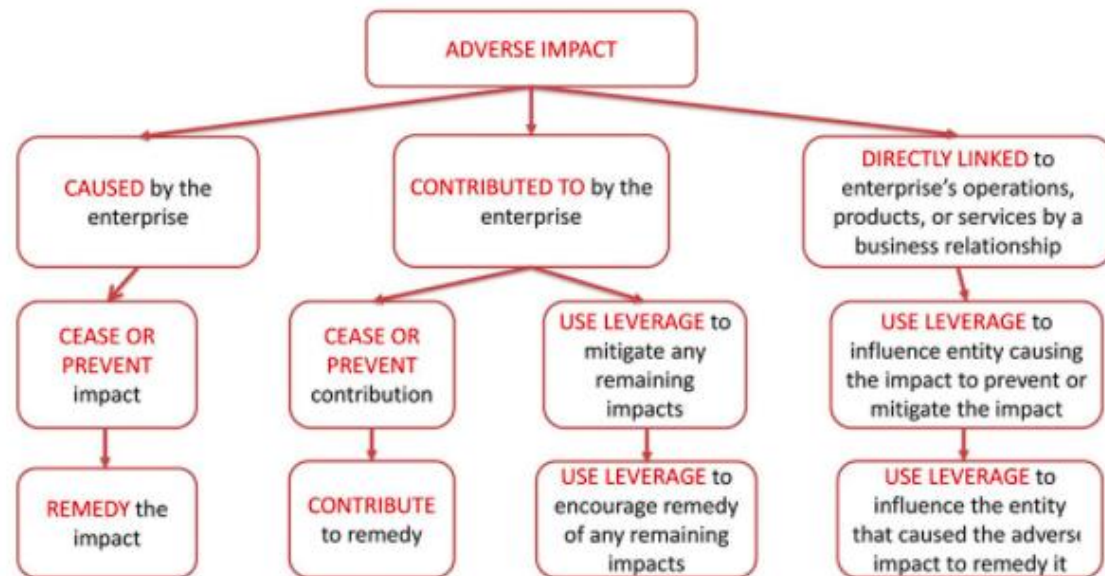 ADVERSE IMPACT
CAUSED by the
enterprise
CONTRIBUTED TO by the
enterprise
DIRECTLY LINKED to
enterprise's operations,
products, or services by a
business relationship
CEASE OR
PREVENT
impact
CEASE OR
PREVENT
contribution
USE LEVERAGE to
mitigate any
remaining
impacts
USE LEVERAGE to
influence entity causing
the impact to prevent or
mitigate the impact
REMEDY the
impact
CONTRIBUTE
to remedy
USE LEVERAGE to
encourage remedy
of any remaining
impacts
USE LEVERAGE to
influence the entity
that caused the adverse
impact to remedy it